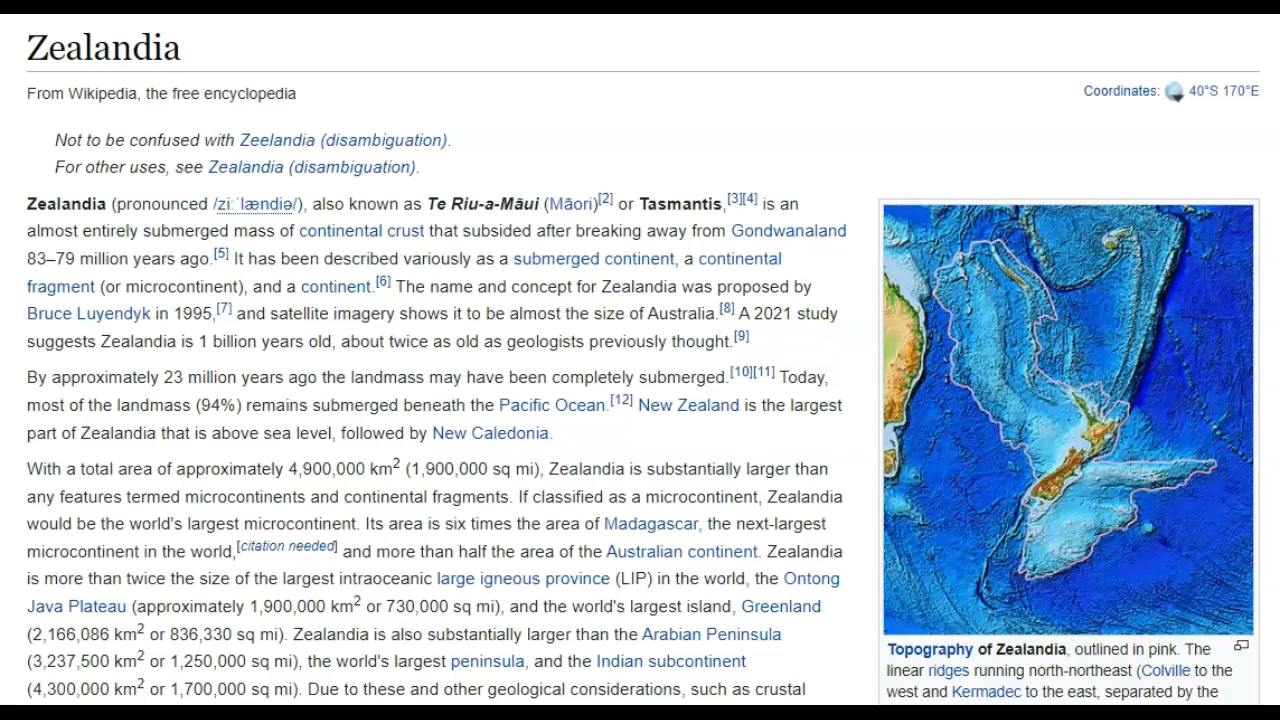 Zealandia
From Wikipedia, the free encyclopedia
Coordinates: 40°S 170°E
Not to be confused with Zeelandia (disambiguation).
For other uses, see Zealandia (disambiguation).
Zealandia (pronounced /ziːˈlændiə/), also known as Te Riu-a-Māui (Māori)[2] or Tasmantis,[3][4] is an
almost entirely submerged mass of continental crust that subsided after breaking away from Gondwanaland
83–79 million years ago.[5] It has been described variously as a submerged continent, a continental
fragment (or microcontinent), and a continent.[6] The name and concept for Zealandia was proposed by
Bruce Luyendyk in 1995,[7] and satellite imagery shows it to be almost the size of Australia.[8] A 2021 study
suggests Zealandia is 1 billion years old, about twice as old as geologists previously thought.[9]
By approximately 23 million years ago the landmass may have been completely submerged.[10][11] Today,
most of the landmass (94%) remains submerged beneath the Pacific Ocean.[12] New Zealand is the largest
part of Zealandia that is above sea level, followed by New Caledonia.
With a total area of approximately 4,900,000 km2 (1,900,000 sq mi), Zealandia is substantially larger than
any features termed microcontinents and continental fragments. If classified as a microcontinent, Zealandia
would be the world's largest microcontinent. Its area is six times the area of Madagascar, the next-largest
microcontinent in the world,[citation needed] and more than half the area of the Australian continent. Zealandia
is more than twice the size of the largest intraoceanic large igneous province (LIP) in the world, the Ontong
Java Plateau (approximately 1,900,000 km2 or 730,000 sq mi), and the world's largest island, Greenland
(2,166,086 km2 or 836,330 sq mi). Zealandia is also substantially larger than the Arabian Peninsula
(3,237,500 km2 or 1,250,000 sq mi), the world's largest peninsula, and the Indian subcontinent
(4,300,000 km2 or 1,700,000 sq mi). Due to these and other geological considerations, such as crustal
Topography of Zealandia, outlined in pink. The
linear ridges running north-northeast (Colville to the
west and Kermadec to the east, separated by the